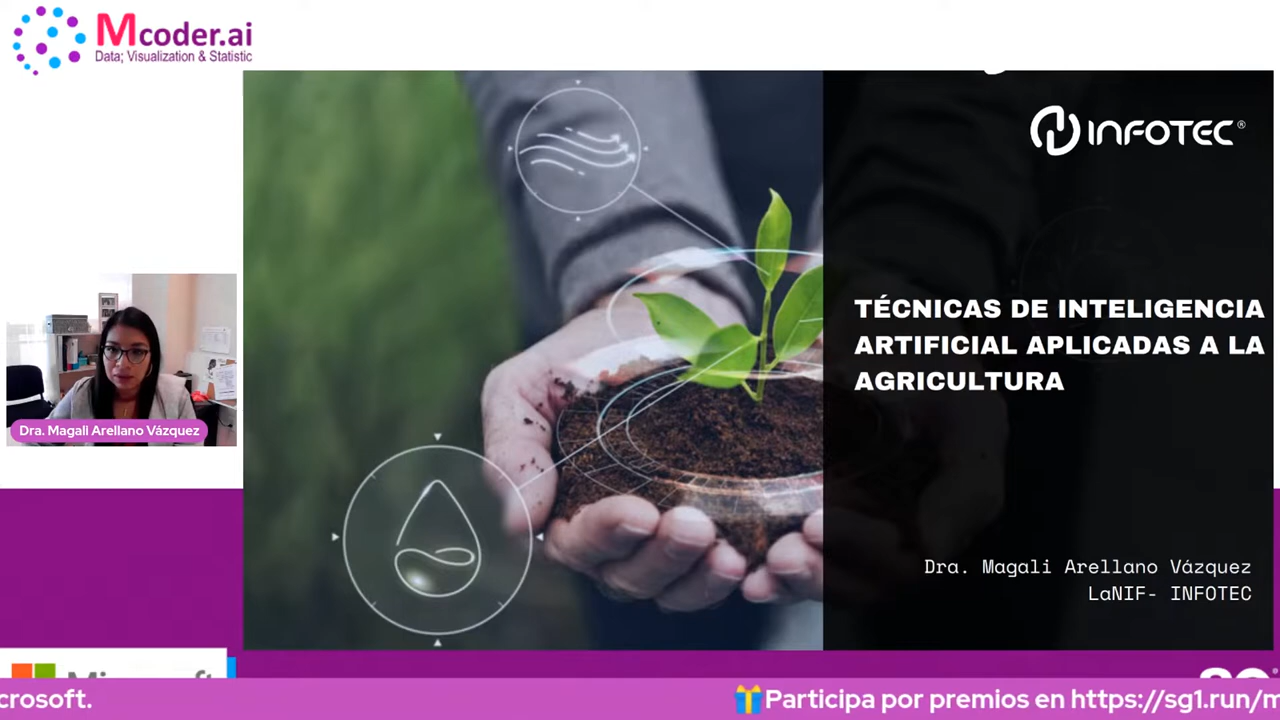 Mcoder.ai
Data; Visualization & Statistic
INFOTEC®
TÉCNICAS DE INTELIGENCIA
ARTIFICIAL APLICADAS A LA
AGRICULTURA
Dra. Magali Arellano Vázquez
Dra. Magali Arellano Vázquez
LaNIF- INFOTEC
Microsoft
crosoft.
Participa por premios en https://sg1.run/m